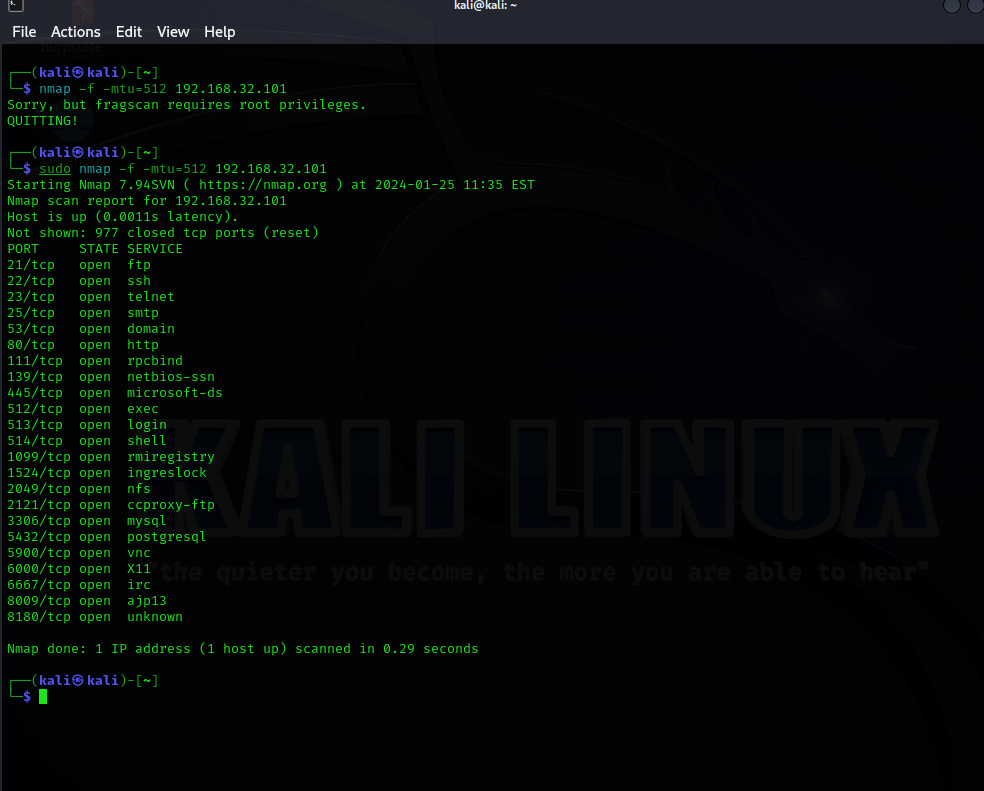 kali@kali: ~
File Actions Edit View Help
burpsuite
┌──(kali㉿kali)-[~]
└─$ nmap -f -mtu=512 192.168.32.101
Sorry, but fragscan requires root privileges.
QUITTING!
┌──(kali㉿kali)-[~]
└─$ sudo nmap -f -mtu=512 192.168.32.101
Starting Nmap 7.94SVN ( https://nmap.org ) at 2024-01-25 11:35 EST
Nmap scan report for 192.168.32.101
Host is up (0.0011s latency).
Not shown: 977 closed tcp ports (reset)
PORT     STATE SERVICE
21/tcp   open  ftp
22/tcp   open  ssh
23/tcp   open  telnet
25/tcp   open  smtp
53/tcp   open  domain
80/tcp   open  http
111/tcp  open  rpcbind
139/tcp  open  netbios-ssn
445/tcp  open  microsoft-ds
512/tcp  open  exec
513/tcp  open  login
514/tcp  open  shell
1099/tcp open  rmiregistry
1524/tcp open  ingreslock
2049/tcp open  nfs
2121/tcp open  ccproxy-ftp
3306/tcp open  mysql
5432/tcp open  postgresql
5900/tcp open  vnc
6000/tcp open  X11
6667/tcp open  irc
8009/tcp open  ajp13
8180/tcp open  unknown
Nmap done: 1 IP address (1 host up) scanned in 0.29 seconds
┌──(kali㉿kali)-[~]
└─$
KALI LINUX
"the quieter you become, the more you are able to hear"